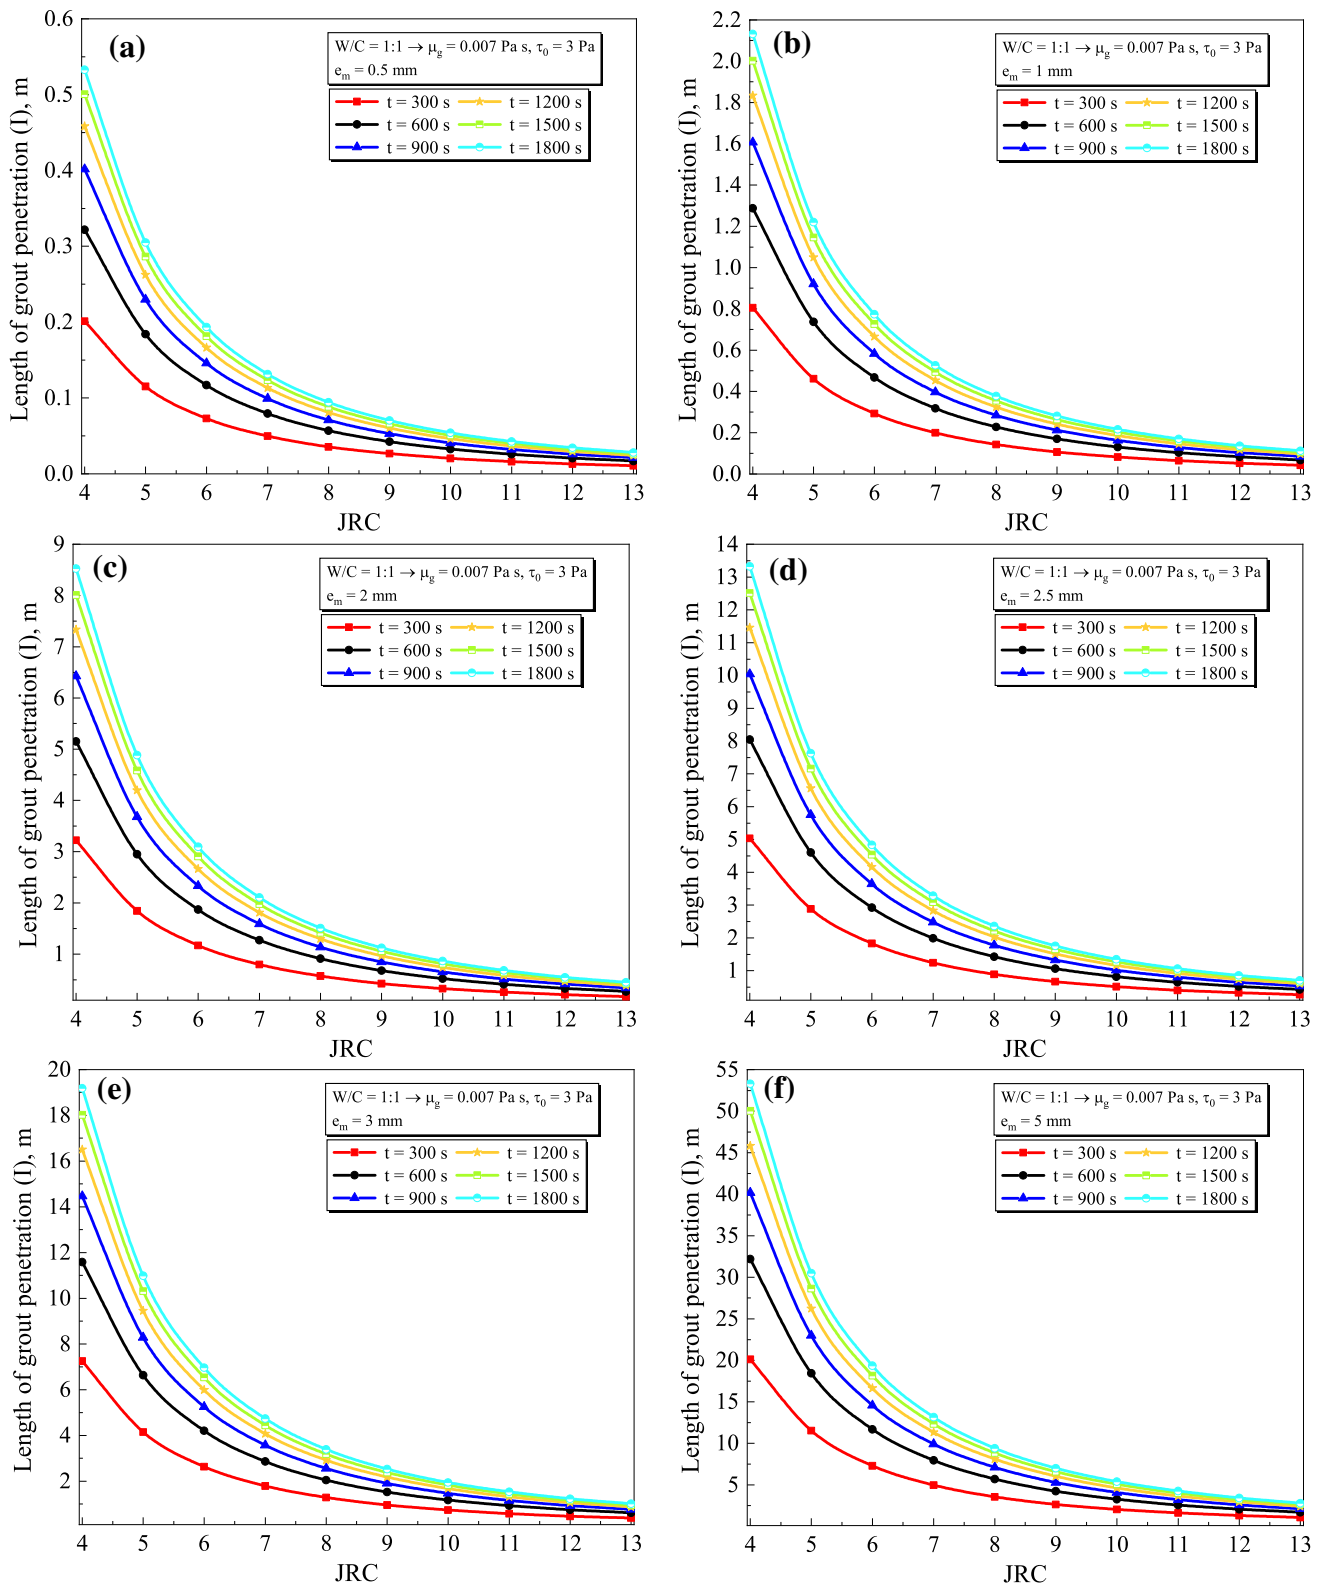 (a)
W/C = 1:1 → μg = 0.007 Pa s, τ0 = 3 Pa
em = 0.5 mm
t = 300 s t = 1200 s
t = 600 s t = 1500 s
t = 900 s t = 1800 s
Length of grout penetration (I), m
0.6
0.5
0.4
0.3
0.2
0.1
0.0
4 5 6 7 8 9 10 11 12 13
JRC
(b)
W/C = 1:1 → μg = 0.007 Pa s, τ0 = 3 Pa
em = 1 mm
t = 300 s t = 1200 s
t = 600 s t = 1500 s
t = 900 s t = 1800 s
Length of grout penetration (I), m
2.2
2.0
1.8
1.6
1.4
1.2
1.0
0.8
0.6
0.4
0.2
0.0
4 5 6 7 8 9 10 11 12 13
JRC
(c)
W/C = 1:1 → μg = 0.007 Pa s, τ0 = 3 Pa
em = 2 mm
t = 300 s t = 1200 s
t = 600 s t = 1500 s
t = 900 s t = 1800 s
Length of grout penetration (I), m
9
8
7
6
5
4
3
2
1
4 5 6 7 8 9 10 11 12 13
JRC
(d)
W/C = 1:1 → μg = 0.007 Pa s, τ0 = 3 Pa
em = 2.5 mm
t = 300 s t = 1200 s
t = 600 s t = 1500 s
t = 900 s t = 1800 s
Length of grout penetration (I), m
14
13
12
11
10
9
8
7
6
5
4
3
2
1
4 5 6 7 8 9 10 11 12 13
JRC
(e)
W/C = 1:1 → μg = 0.007 Pa s, τ0 = 3 Pa
em = 3 mm
t = 300 s t = 1200 s
t = 600 s t = 1500 s
t = 900 s t = 1800 s
Length of grout penetration (I), m
20
18
16
14
12
10
8
6
4
2
4 5 6 7 8 9 10 11 12 13
JRC
(f)
W/C = 1:1 → μg = 0.007 Pa s, τ0 = 3 Pa
em = 5 mm
t = 300 s t = 1200 s
t = 600 s t = 1500 s
t = 900 s t = 1800 s
Length of grout penetration (I), m
55
50
45
40
35
30
25
20
15
10
5
4 5 6 7 8 9 10 11 12 13
JRC